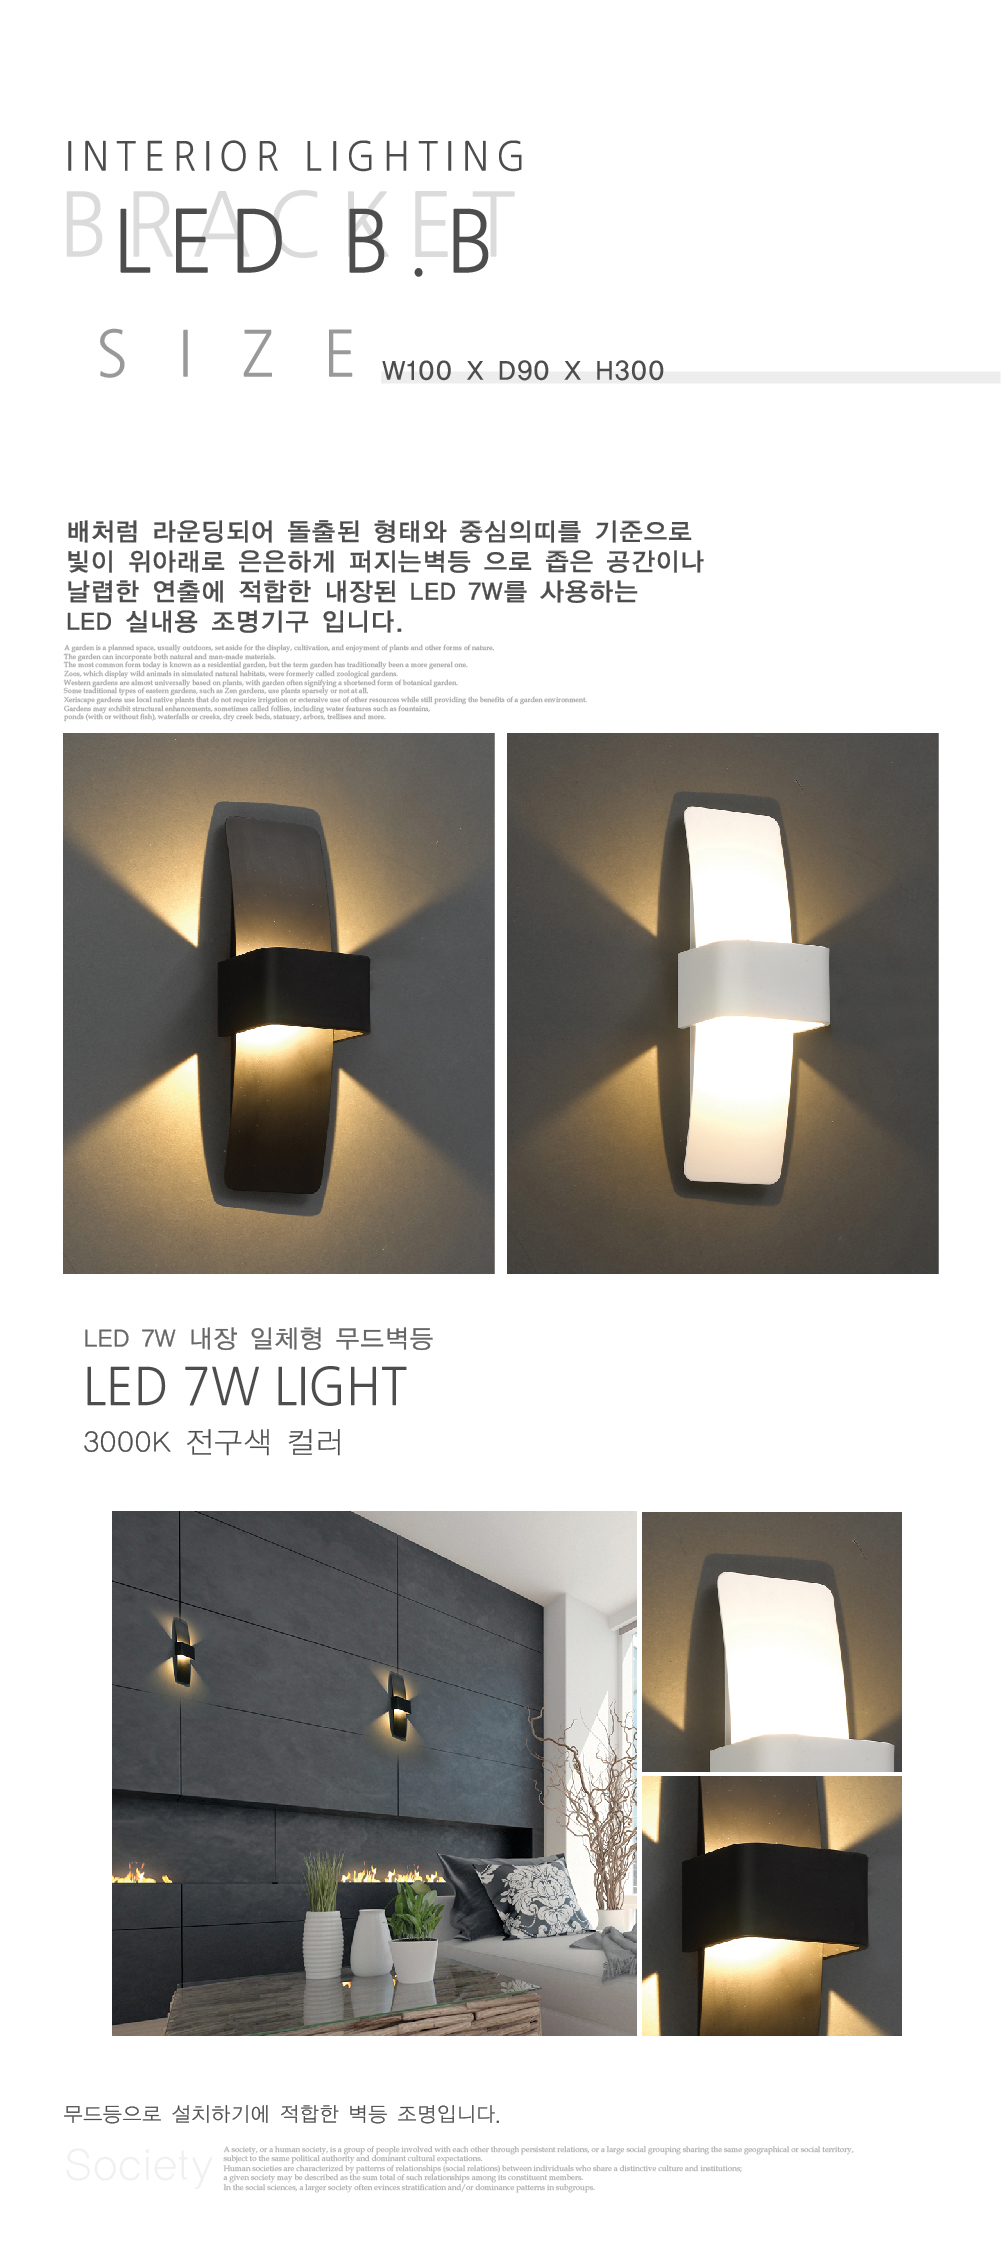 INTERIOR LIGHTING
BRACKET
LED B.B
SIZE W100 X D90 X H300
배처럼 라운딩되어 돌출된 형태와 중심의띠를 기준으로
빛이 위아래로 은은하게 퍼지는벽등 으로 좁은 공간이나
날렵한 연출에 적합한 내장된 LED 7W를 사용하는
LED 실내용 조명기구 입니다.
A garden is a planned space, usually outdoors, set aside for the display, cultivation, and enjoyment of plants and other forms of nature.
The garden can incorporate both natural and man-made materials.
The most common form today is known as a residential garden, but the term garden has traditionally been a more general one.
Zoos, which display wild animals in simulated natural habitats, were formerly called zoological gardens.
Western gardens are almost universally based on plants, with garden often signifying a shortened form of botanical garden.
Some traditional types of eastern gardens, such as Zen gardens, use plants sparsely or not at all.
Xeriscape gardens use local native plants that do not require irrigation or extensive use of other resources while still providing the benefits of a garden environment.
Gardens may exhibit structural enhancements, sometimes called follies, including water features such as fountains,
ponds (with or without fish), waterfalls or creeks, dry creek beds, statuary, arbors, trellises and more.
LED 7W 내장 일체형 무드벽등
LED 7W LIGHT
3000K 전구색 컬러
무드등으로 설치하기에 적합한 벽등 조명입니다.
Society
A society, or a human society, is a group of people involved with each other through persistent relations, or a large social grouping sharing the same geographical or social territory,
subject to the same political authority and dominant cultural expectations.
Human societies are characterized by patterns of relationships (social relations) between individuals who share a distinctive culture and institutions;
a given society may be described as the sum total of such relationships among its constituent members.
In the social sciences, a larger society often evinces stratification and/or dominance patterns in subgroups.